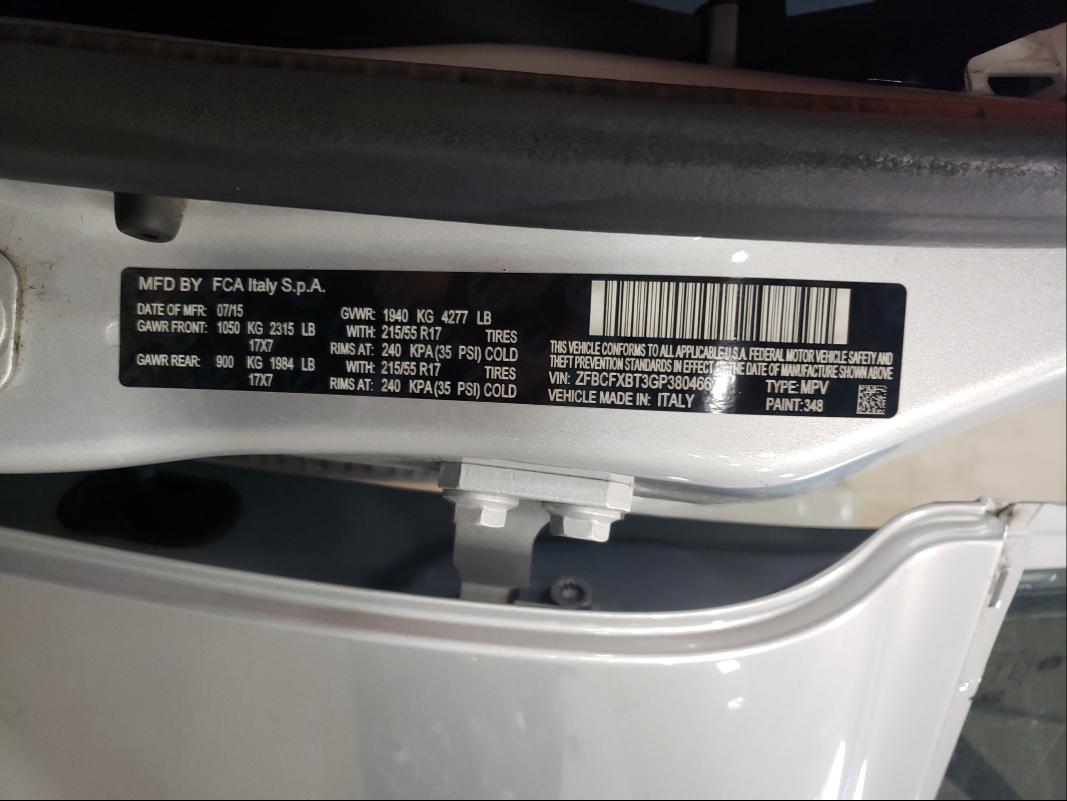 MFD BY FCA Italy S.p.A.
DATE OF MFR: 07/15
GAWR FRONT: 1050 KG 2315 LB
17X7
GAWR REAR: 900 KG 1984 LB
17X7
GVWR: 1940 KG 4277 LB
WITH: 215/55 R17 TIRES
RIMS AT: 240 KPA(35 PSI) COLD
WITH: 215/55 R17 TIRES
RIMS AT: 240 KPA(35 PSI) COLD
THIS VEHICLE CONFORMS TO ALL APPLICABLE U.S.A. FEDERAL MOTOR VEHICLE SAFETY AND
THEFT PREVENTION STANDARDS IN EFFECT ON THE DATE OF MANUFACTURE SHOWN ABOVE
VIN: TYPE: MPV
VEHICLE MADE IN: ITALY PAINT: 348